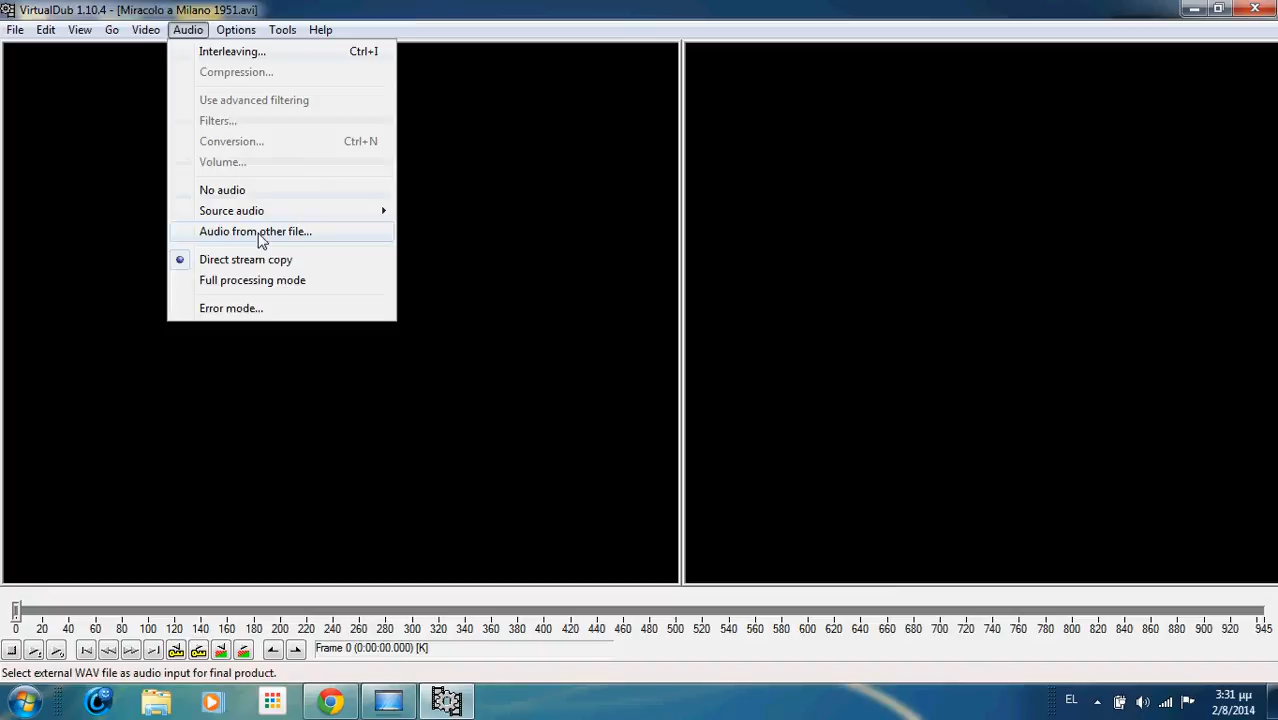 VirtualDub 1.10.4 - [Miracolo a Milano 1951.avi]
File Edit View Go Video Audio Options Tools Help
Interleaving... Ctrl+I
Compression...
Use advanced filtering
Filters...
Conversion... Ctrl+N
Volume...
No audio
Source audio
Audio from other file...
Direct stream copy
Full processing mode
Error mode...
0 20 40 60 80 100 120 140 160 180 200 220 240 260 280 300 320 340 360 380 400 420 440 460 480 500 520 540 560 580 600 620 640 660 680 700 720 740 760 780 800 820 840 860 880 900 920 945
Frame 0 (0:00:00.000) [K]
Select external WAV file as audio input for final product.
EL
3:31 μμ
2/8/2014